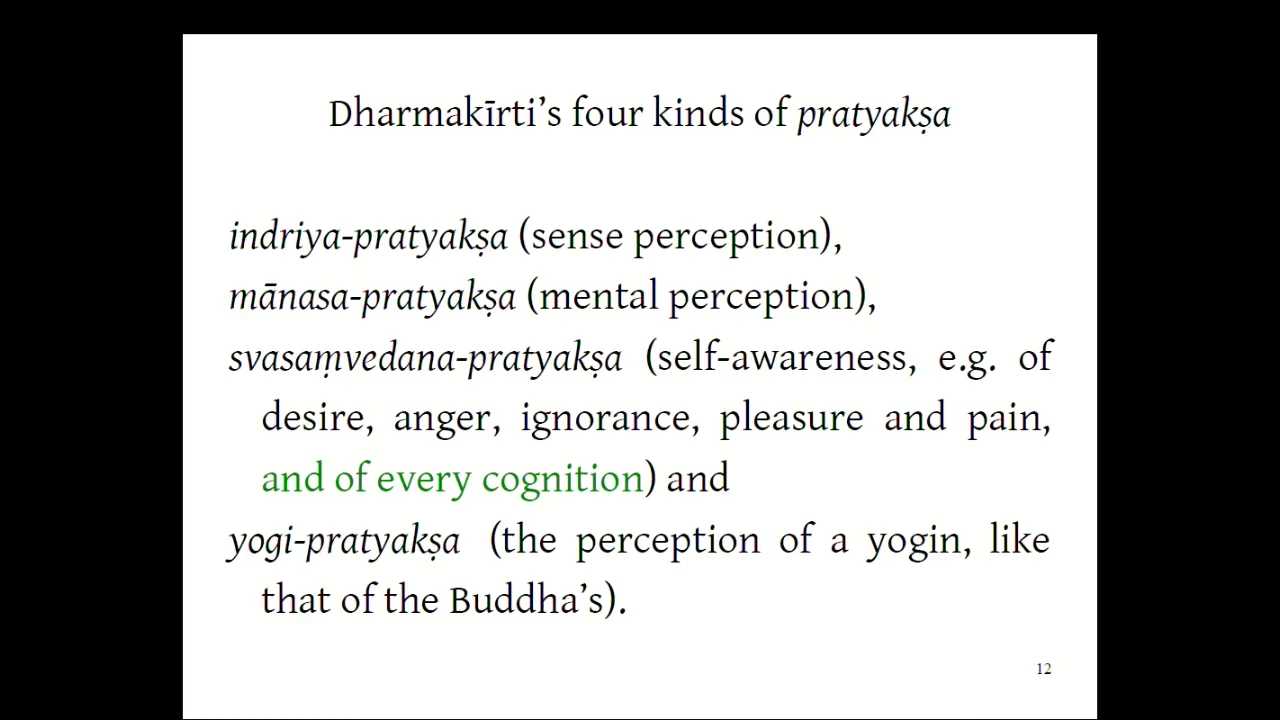 Dharmakīrti’s four kinds of pratyakṣa
indriya-pratyakṣa (sense perception),
mānasa-pratyakṣa (mental perception),
svasaṃvedana-pratyakṣa (self-awareness, e.g. of
desire, anger, ignorance, pleasure and pain,
and of every cognition) and
yogi-pratyakṣa (the perception of a yogin, like
that of the Buddha’s).
12